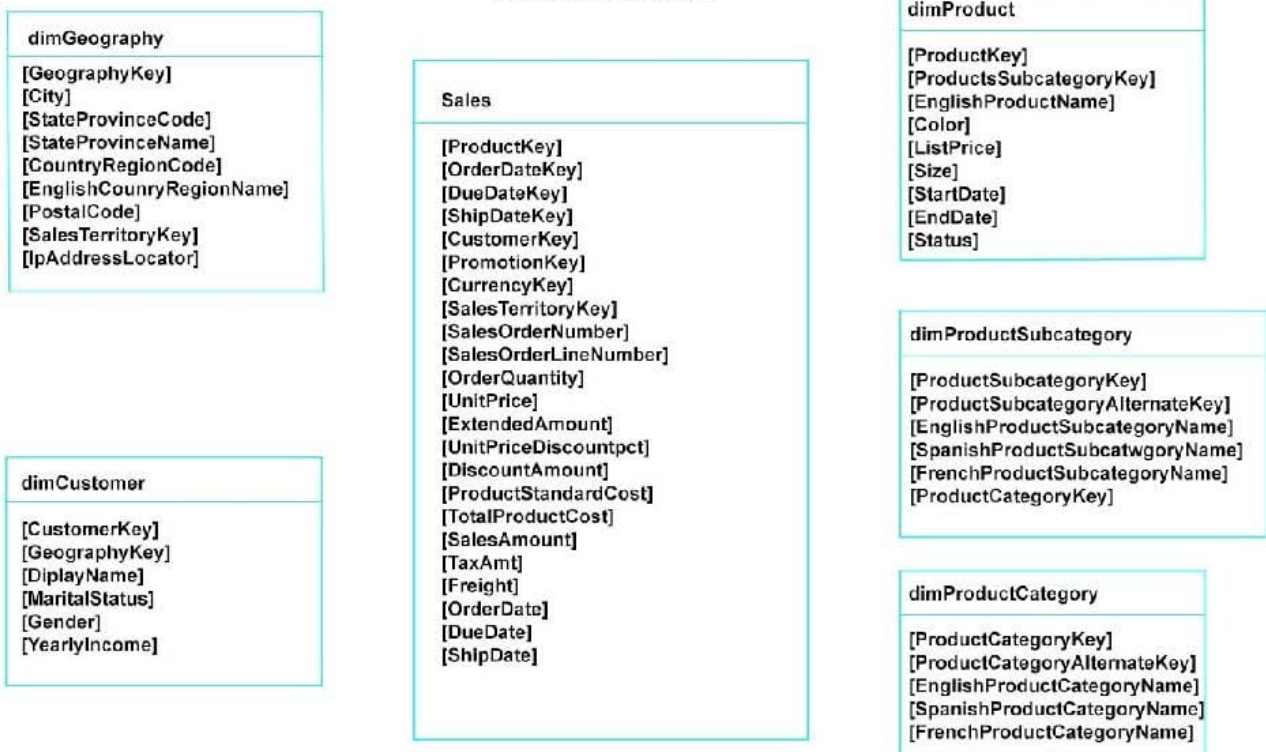 dimGeography
[GeographyKey]
[City]
[StateProvinceCode]
[StateProvinceName]
[CountryRegionCode]
[EnglishCounryRegionName]
[PostalCode]
[SalesTerritoryKey]
[IpAddressLocator]
dimCustomer
[CustomerKey]
[GeographyKey]
[DiplayName]
[MaritalStatus]
[Gender]
[YearlyIncome]
Sales
[ProductKey]
[OrderDateKey]
[DueDateKey]
[ShipDateKey]
[CustomerKey]
[PromotionKey]
[CurrencyKey]
[SalesTerritoryKey]
[SalesOrderNumber]
[SalesOrderLineNumber]
[OrderQuantity]
[UnitPrice]
[ExtendedAmount]
[UnitPriceDiscountpct]
[DiscountAmount]
[ProductStandardCost]
[TotalProductCost]
[SalesAmount]
[TaxAmt]
[Freight]
[OrderDate]
[DueDate]
[ShipDate]
dimProduct
[ProductKey]
[ProductsSubcategoryKey]
[EnglishProductName]
[Color]
[ListPrice]
[Size]
[StartDate]
[EndDate]
[Status]
dimProductSubcategory
[ProductSubcategoryKey]
[ProductSubcategoryAlternateKey]
[EnglishProductSubcategoryName]
[SpanishProductSubcatwgoryName]
[FrenchProductSubcategoryName]
[ProductCategoryKey]
dimProductCategory
[ProductCategoryKey]
[ProductCategoryAlternateKey]
[EnglishProductCategoryName]
[SpanishProductCategoryName]
[FrenchProductCategoryName]